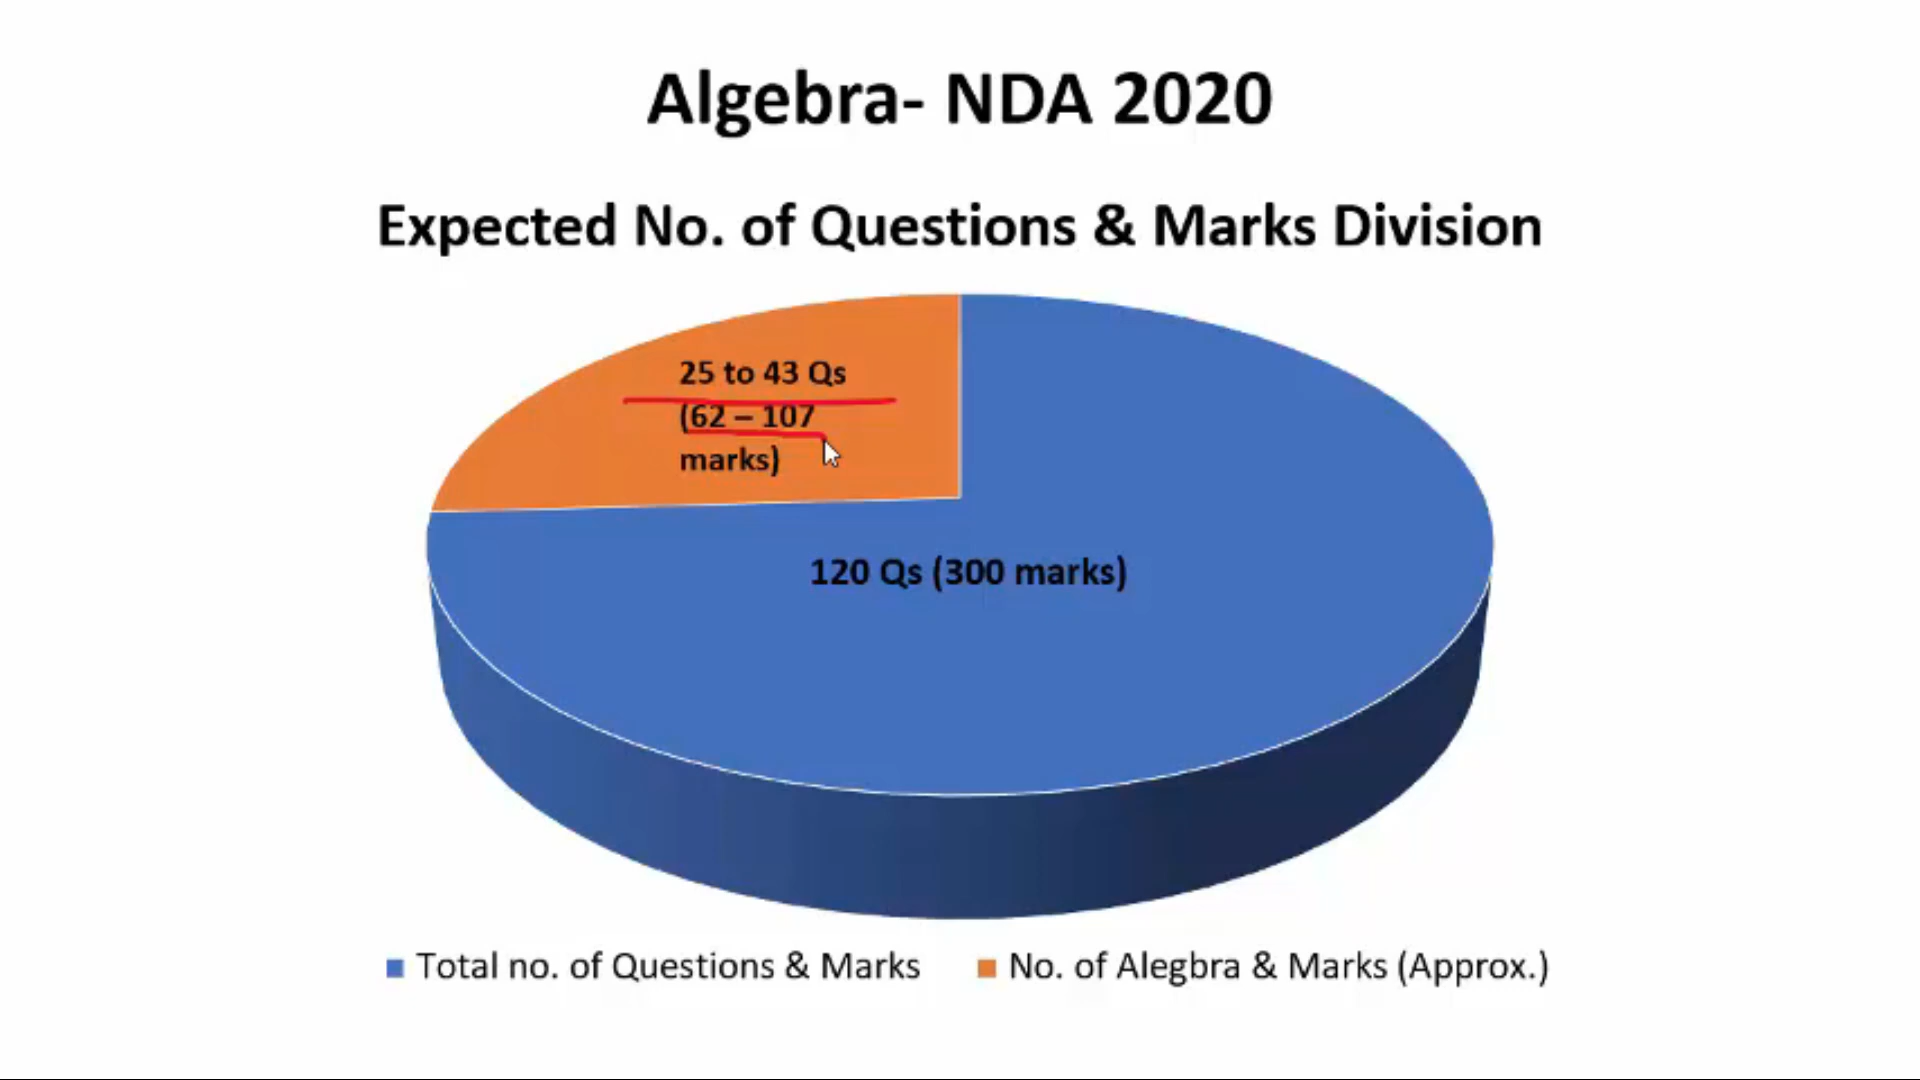 Algebra- NDA 2020
Expected No. of Questions & Marks Division
25 to 43 Qs
(62 – 107
marks)
120 Qs (300 marks)
Total no. of Questions & Marks
No. of Alegbra & Marks (Approx.)